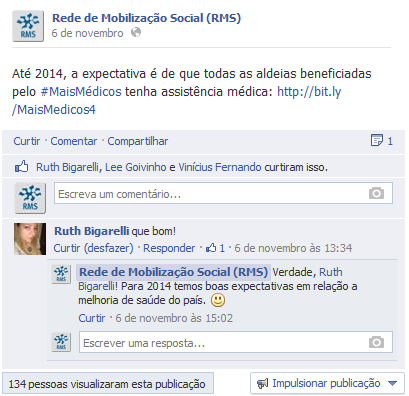 RMS
Rede de Mobilização Social (RMS)
6 de novembro
Até 2014, a expectativa é de que todas as aldeias beneficiadas
pelo #MaisMédicos tenha assistência médica: http://bit.ly
/MaisMedicos4
Curtir · Comentar · Compartilhar
1
Ruth Bigarelli, Lee Goivinho e Vinícius Fernando curtiram isso.
RMS
Escreva um comentário...
Ruth Bigarelli que bom!
Curtir (desfazer) · Responder · 1 · 6 de novembro às 13:34
RMS
Rede de Mobilização Social (RMS) Verdade, Ruth
Bigarelli! Para 2014 temos boas expectativas em relação a
melhoria de saúde do país.
Curtir · 6 de novembro às 15:02
RMS
Escrever uma resposta...
134 pessoas visualizaram esta publicação
Impulsionar publicação